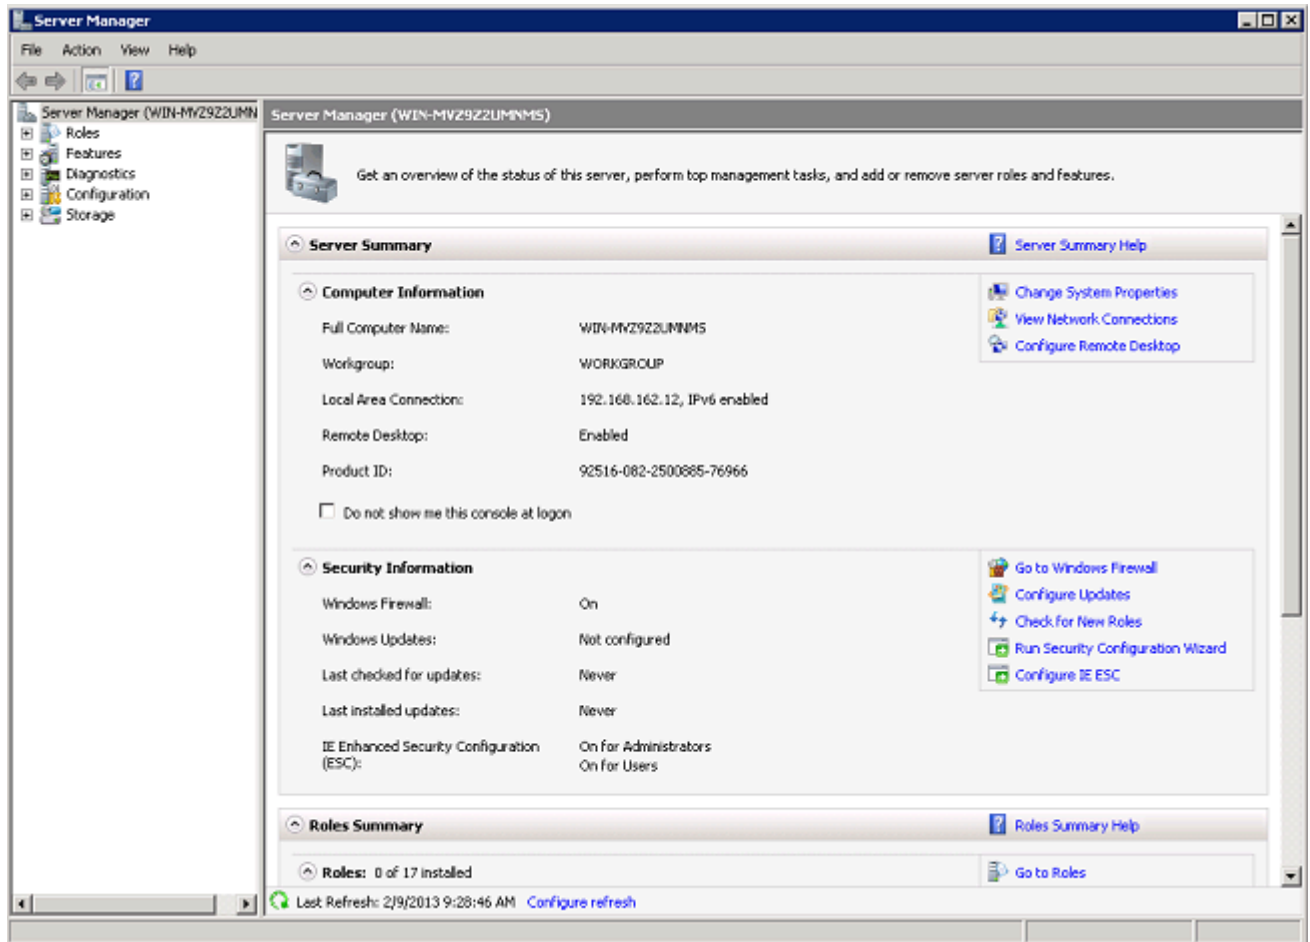 Server Manager
File Action View Help
Server Manager (WIN-MVZ9Z2UMN
Roles
Features
Diagnostics
Configuration
Storage
Server Manager (WIN-MVZ9Z2UMNMS)
Get an overview of the status of this server, perform top management tasks, and add or remove server roles and features.
Server Summary
Server Summary Help
Computer Information
Full Computer Name: WIN-MVZ9Z2UMNMS
Workgroup: WORKGROUP
Local Area Connection: 192.168.162.12, IPv6 enabled
Remote Desktop: Enabled
Product ID: 92516-082-2500885-76966
Do not show me this console at logon
Change System Properties
View Network Connections
Configure Remote Desktop
Security Information
Windows Firewall: On
Windows Updates: Not configured
Last checked for updates: Never
Last installed updates: Never
IE Enhanced Security Configuration On for Administrators
(ESC): On for Users
Go to Windows Firewall
Configure Updates
Check for New Roles
Run Security Configuration Wizard
Configure IE ESC
Roles Summary
Roles Summary Help
Roles: 0 of 17 installed
Go to Roles
Last Refresh: 2/9/2013 9:28:46 AM Configure refresh